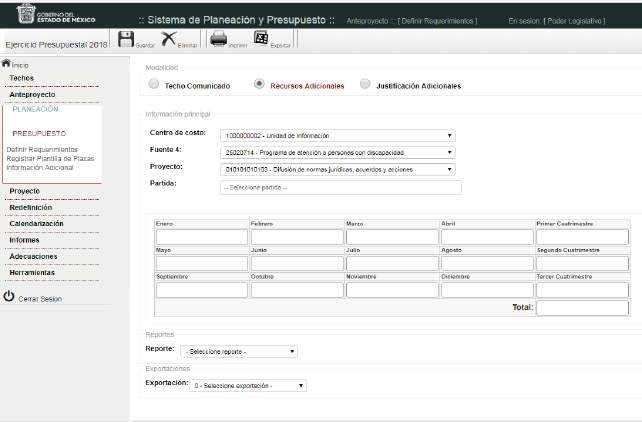 GOBIERNO DEL
ESTADO DE MÉXICO
:: Sistema de Planeación y Presupuesto ::
Anteproyecto :: [ Definir Requerimientos ]
En sesion: [ Poder Legislativo ]
Ejercicio Presupuestal 2018
Guardar
Eliminar
Imprimir
Exportar
Inicio
Techos
Anteproyecto
PLANEACIÓN
PRESUPUESTO
Definir Requerimientos
Registrar Plantilla de Plazas
Información Adicional
Proyecto
Redefinición
Calendarización
Informes
Adecuaciones
Herramientas
Cerrar Sesion
Modalidad
Techo Comunicado Recursos Adicionales Justificación Adicionales
Información principal
Centro de costo: 1000000002 - Unidad de Información
Fuente 4: 25020714 - Programa de atención a personas con discapacidad
Proyecto: 010101010103 - Difusión de normas jurídicas, acuerdos y acciones
Partida: -- Seleccione partida --
Enero Febrero Marzo Abril Primer Cuatrimestre
Mayo Junio Julio Agosto Segundo Cuatrimestre
Septiembre Octubre Noviembre Diciembre Tercer Cuatrimestre
Total:
Reportes
Reporte: - Seleccione reporte -
Exportaciones
Exportación: 0 - Seleccione exportación -